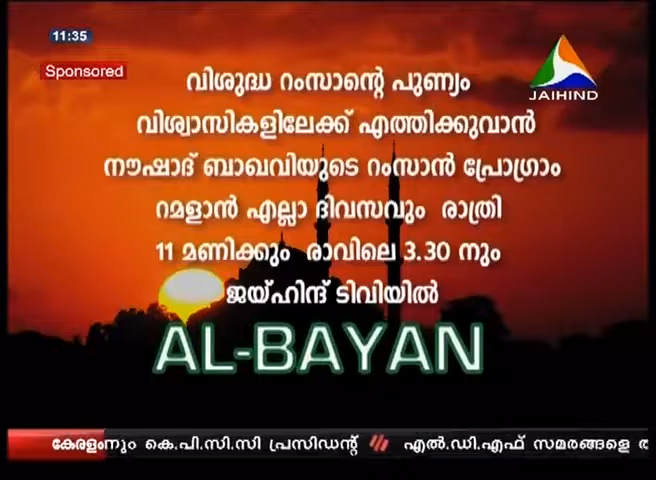 11:35
Sponsored
JAIHIND
വിശുദ്ധ റംസാന്റെ പുണ്യം
വിശ്വാസികളിലേക്ക് എത്തിക്കുവാൻ
നൗഷാദ് ബാഖവിയുടെ റംസാൻ പ്രോഗ്രാം
റമളാൻ എല്ലാ ദിവസവും രാത്രി
11 മണിക്കും രാവിലെ 3.30 നും
ജയ്ഹിന്ദ് ടിവിയിൽ
AL-BAYAN
കേരളം നും കെ.പി.സി.സി പ്രസിഡന്റ് എൽ.ഡി.എഫ് സമരങ്ങളെ